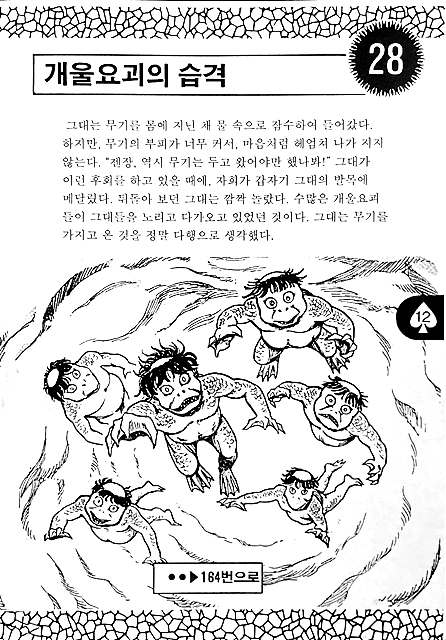 개울요괴의 습격
28
그대는 무기를 몸에 지닌 채 물 속으로 잠수하여 들어갔다.
하지만, 무기의 부피가 너무 커서, 마음처럼 헤엄쳐 나가 지지
않는다. "젠장, 역시 무기는 두고 왔어야만 했나봐!" 그대가
이런 후회를 하고 있을 때에, 자희가 갑자기 그대의 발목에
메달렸다. 뒤돌아 보던 그대는 깜짝 놀랐다. 수많은 개울요괴
들이 그대들을 노리고 다가오고 있었던 것이다. 그대는 무기를
가지고 온 것을 정말 다행으로 생각했다.
12
••▶164번으로